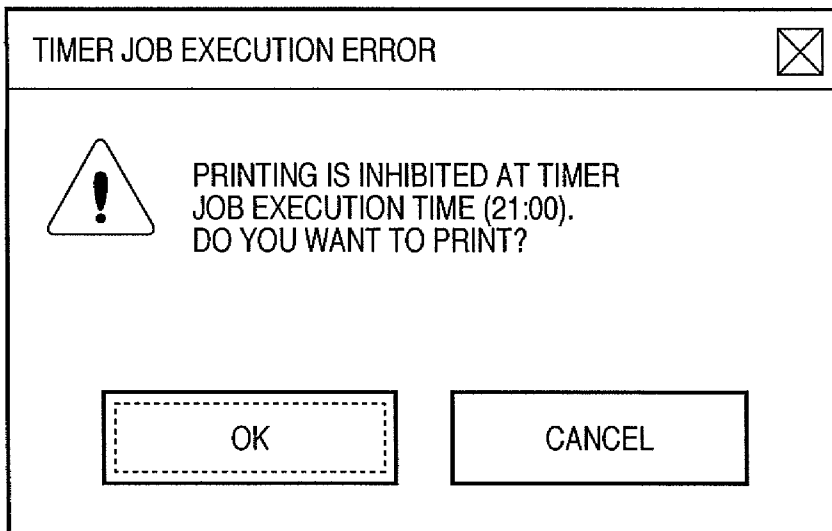 TIMER JOB EXECUTION ERROR
PRINTING IS INHIBITED AT TIMER
JOB EXECUTION TIME (21:00).
DO YOU WANT TO PRINT?
OK
CANCEL